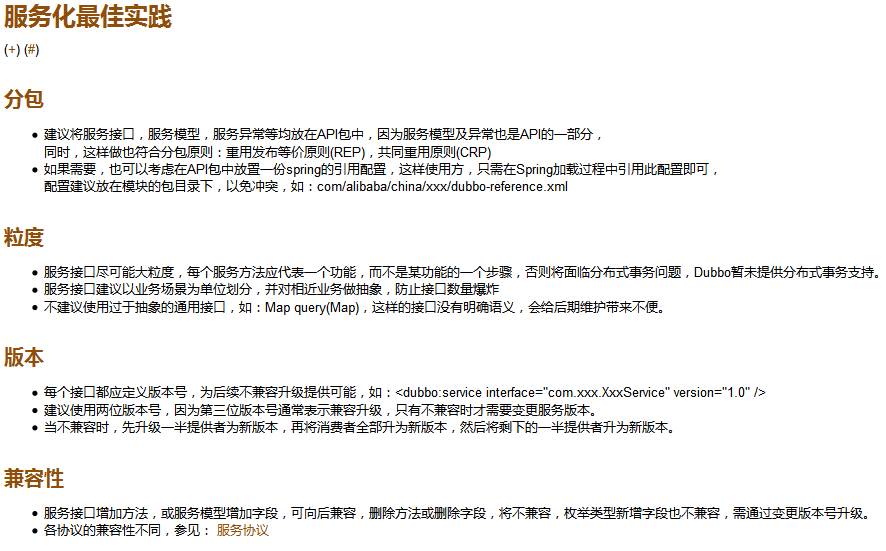 服务化最佳实践
(+) (#)
分包
建议将服务接口，服务模型，服务异常等均放在API包中，因为服务模型及异常也是API的一部分，
同时，这样做也符合分包原则：重用发布等价原则(REP)，共同重用原则(CRP)
如果需要，也可以考虑在API包中放置一份spring的引用配置，这样使用方，只需在Spring加载过程中引用此配置即可，
配置建议放在模块的包目录下，以免冲突，如：com/alibaba/china/xxx/dubbo-reference.xml
粒度
服务接口尽可能大粒度，每个服务方法应代表一个功能，而不是某功能的一个步骤，否则将面临分布式事务问题，Dubbo暂未提供分布式事务支持。
服务接口建议以业务场景为单位划分，并对相近业务做抽象，防止接口数量爆炸
不建议使用过于抽象的通用接口，如：Map query(Map)，这样的接口没有明确语义，会给后期维护带来不便。
版本
每个接口都应定义版本号，为后续不兼容升级提供可能，如：<dubbo:service interface="com.xxx.XxxService" version="1.0" />
建议使用两位版本号，因为第三位版本号通常表示兼容升级，只有不兼容时才需要变更服务版本。
当不兼容时，先升级一半提供者为新版本，再将消费者全部升为新版本，然后将剩下的一半提供者升为新版本。
兼容性
服务接口增加方法，或服务模型增加字段，可向后兼容，删除方法或删除字段，将不兼容，枚举类型新增字段也不兼容，需通过变更版本号升级。
各协议的兼容性不同，参见：服务协议